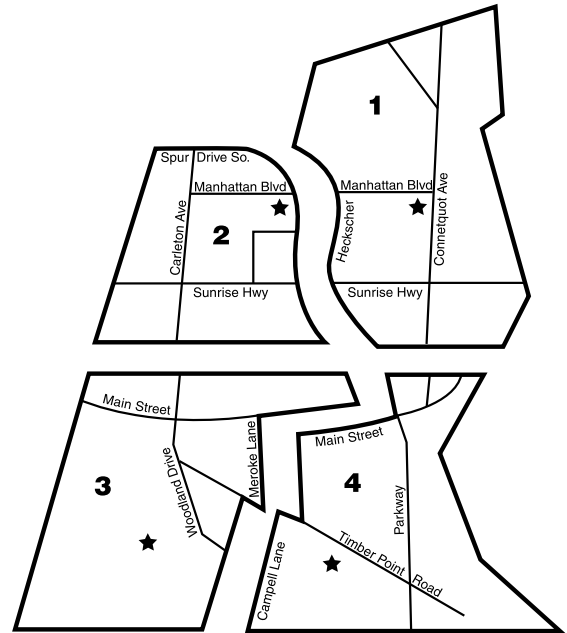 1
Spur Drive So.
Manhattan Blvd
Manhattan Blvd
Carleton Ave
2
Heckscher
Connetquot Ave
Sunrise Hwy
Sunrise Hwy
Main Street
Meroke Lane
Main Street
3
Woodland Drive
4
Parkway
Campell Lane
Timber Point Road